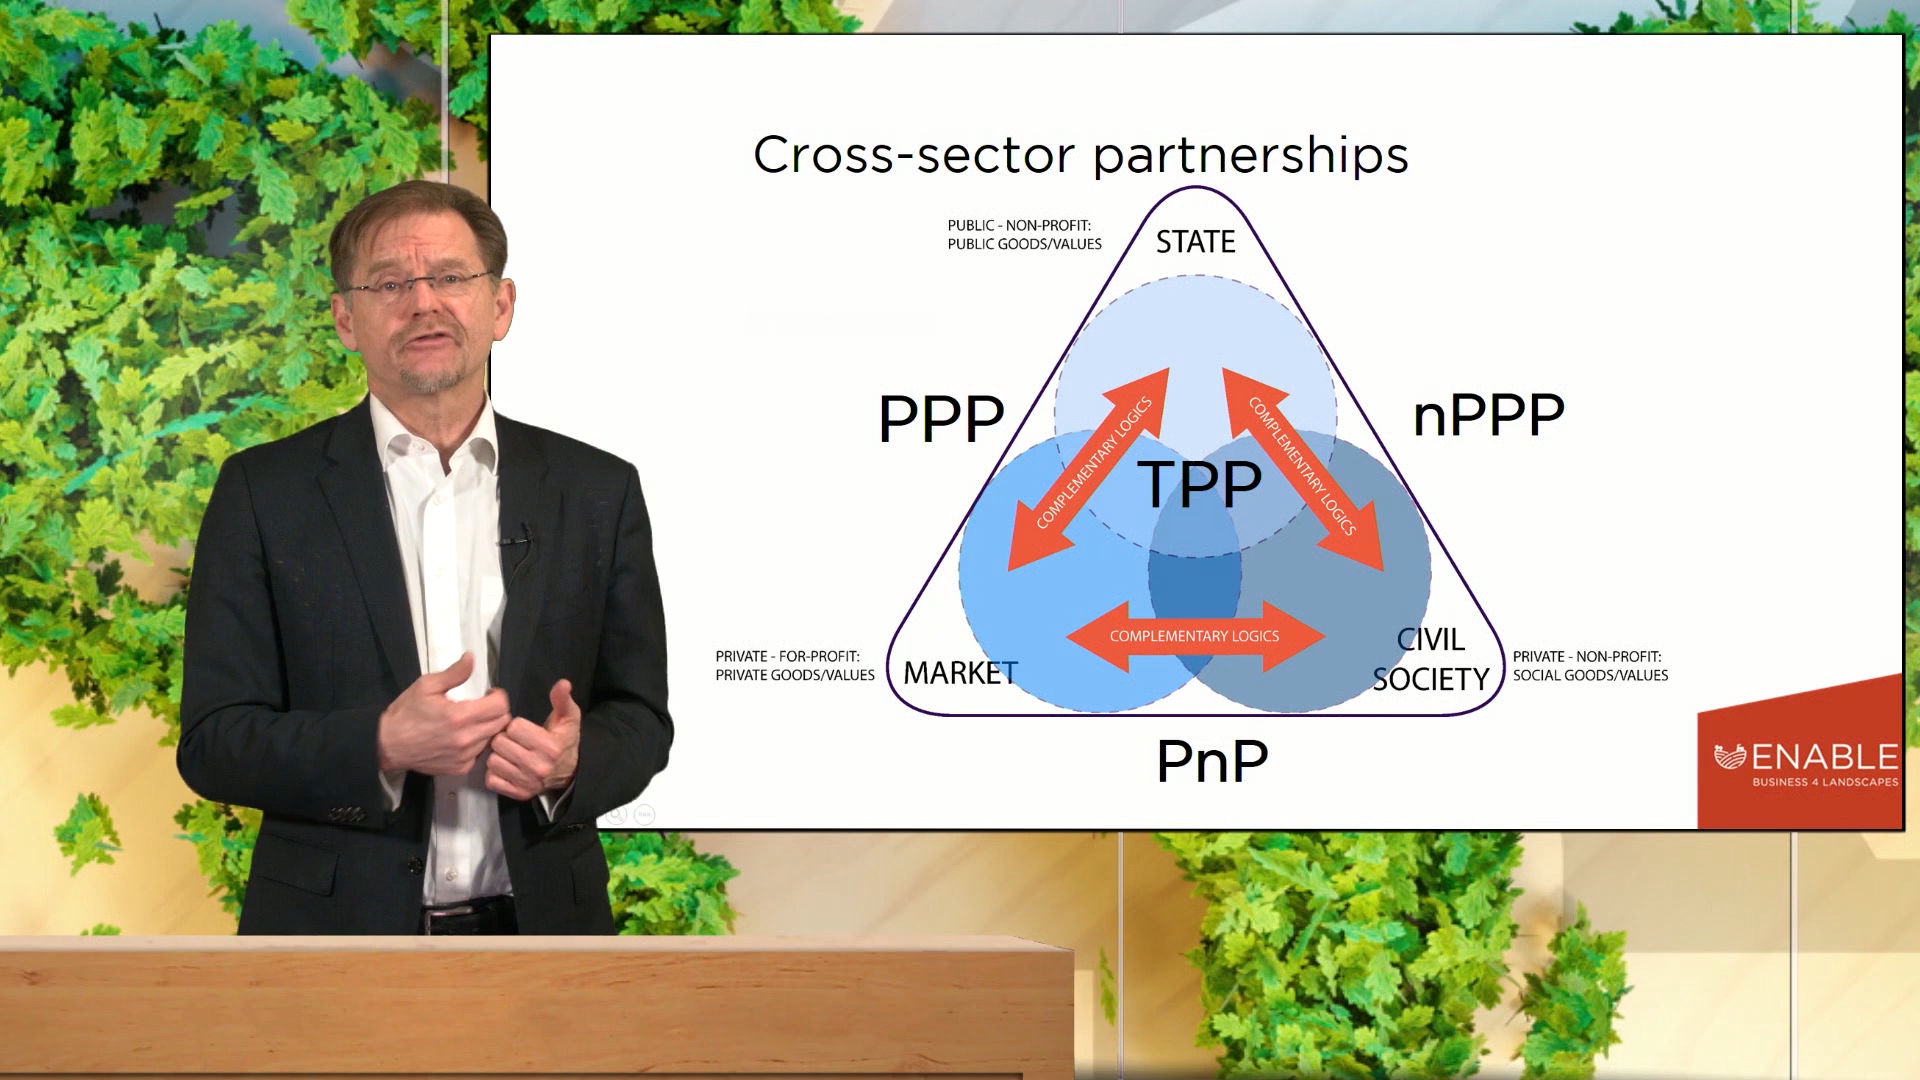 Cross-sector partnerships
PUBLIC - NON-PROFIT:
PUBLIC GOODS/VALUES
STATE
PPP
nPPP
COMPLEMENTARY LOGICS
COMPLEMENTARY LOGICS
TPP
COMPLEMENTARY LOGICS
PRIVATE - FOR-PROFIT:
PRIVATE GOODS/VALUES
MARKET
CIVIL
SOCIETY
PRIVATE - NON-PROFIT:
SOCIAL GOODS/VALUES
PnP
ENABLE
BUSINESS 4 LANDSCAPES